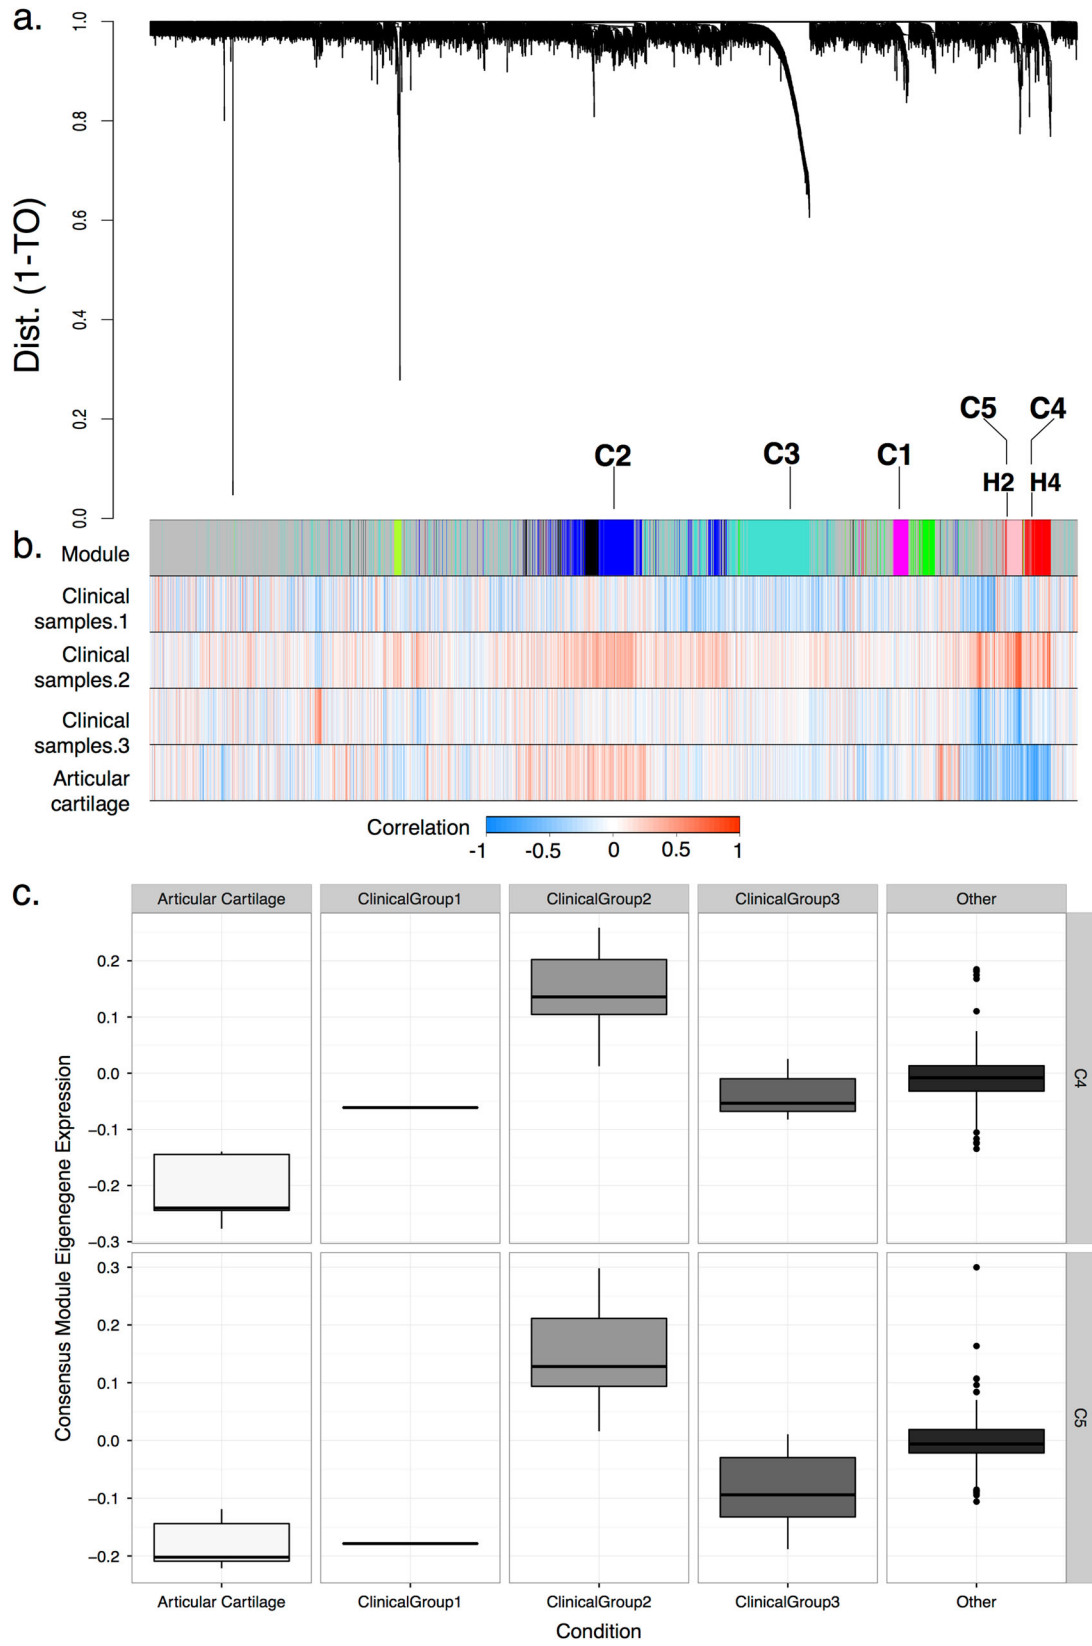 a.
1.0
0.8
0.6
0.4
0.2
0.0
Dist. (1-TO)
C5
C4
C2
C3
C1
H2
H4
b.
Module
Clinical
samples.1
Clinical
samples.2
Clinical
samples.3
Articular
cartilage
Correlation
-1
-0.5
0
0.5
1
c.
Articular Cartilage
ClinicalGroup1
ClinicalGroup2
ClinicalGroup3
Other
0.2
0.1
0.0
−0.1
−0.2
−0.3
C4
Consensus Module Eigenegene Expression
0.3
0.2
0.1
0.0
−0.1
−0.2
C5
Articular Cartilage
ClinicalGroup1
ClinicalGroup2
ClinicalGroup3
Other
Condition